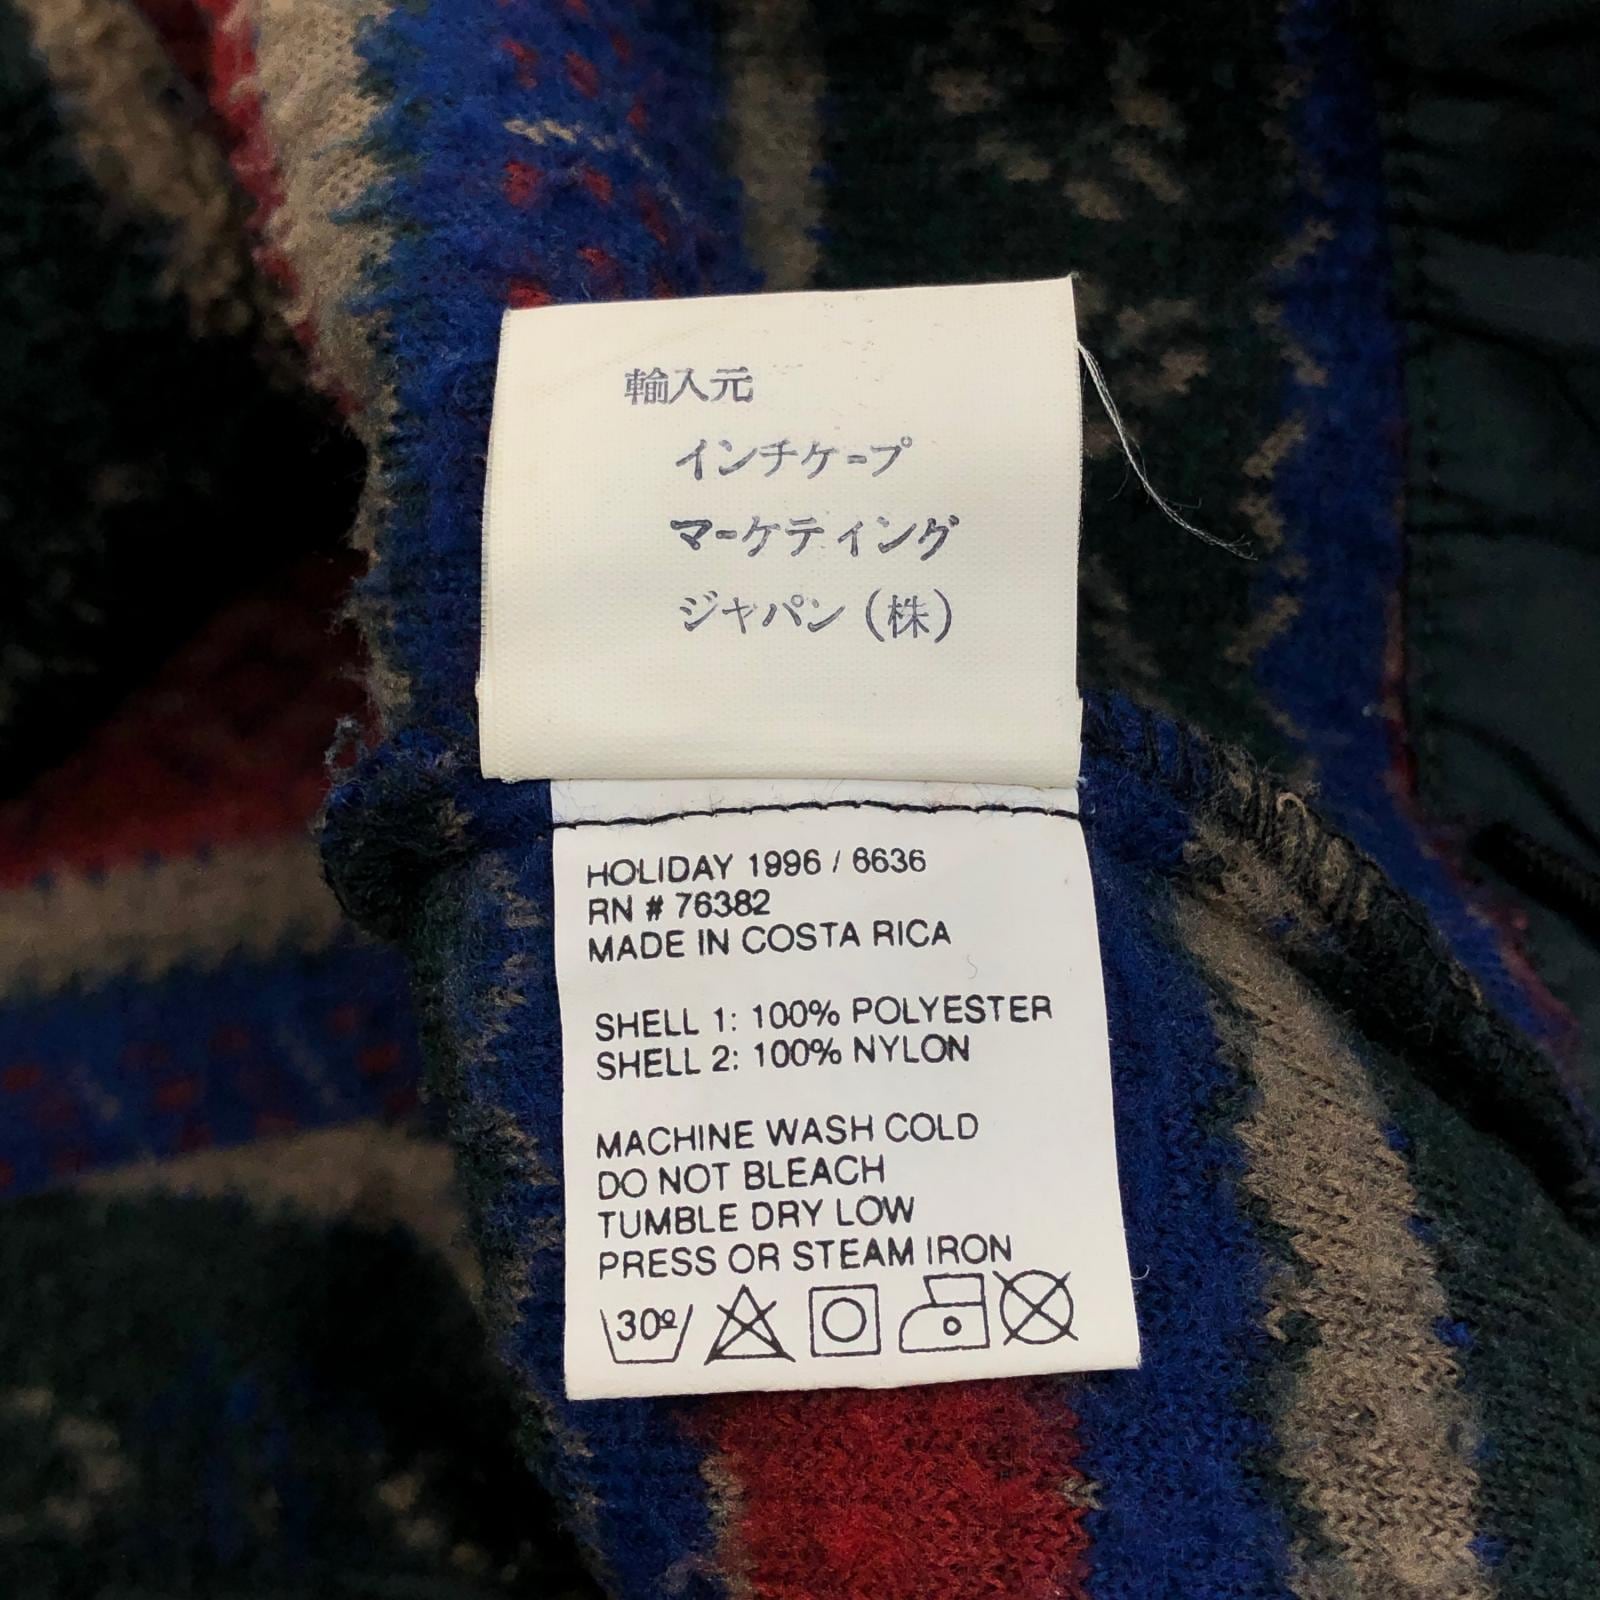 輸入元
インチケープ
マーケティング
ジャパン（株）
HOLIDAY 1996 / 8636
RN # 76382
MADE IN COSTA RICA
SHELL 1: 100% POLYESTER
SHELL 2: 100% NYLON
MACHINE WASH COLD
DO NOT BLEACH
TUMBLE DRY LOW
PRESS OR STEAM IRON
30º